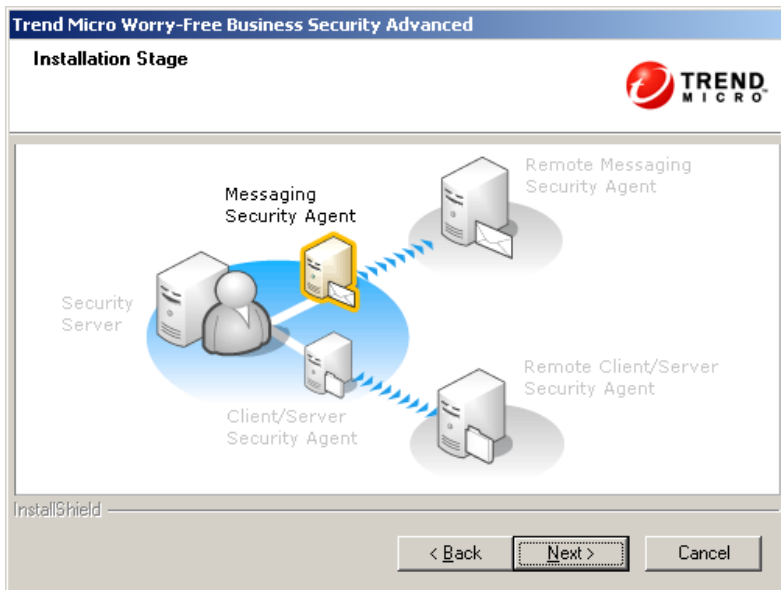 Trend Micro Worry-Free Business Security Advanced
Installation Stage
TREND
MICRO
Remote Messaging
Security Agent
Messaging
Security Agent
Security
Server
Remote Client/Server
Security Agent
Client/Server
Security Agent
InstallShield
< Back
Next >
Cancel